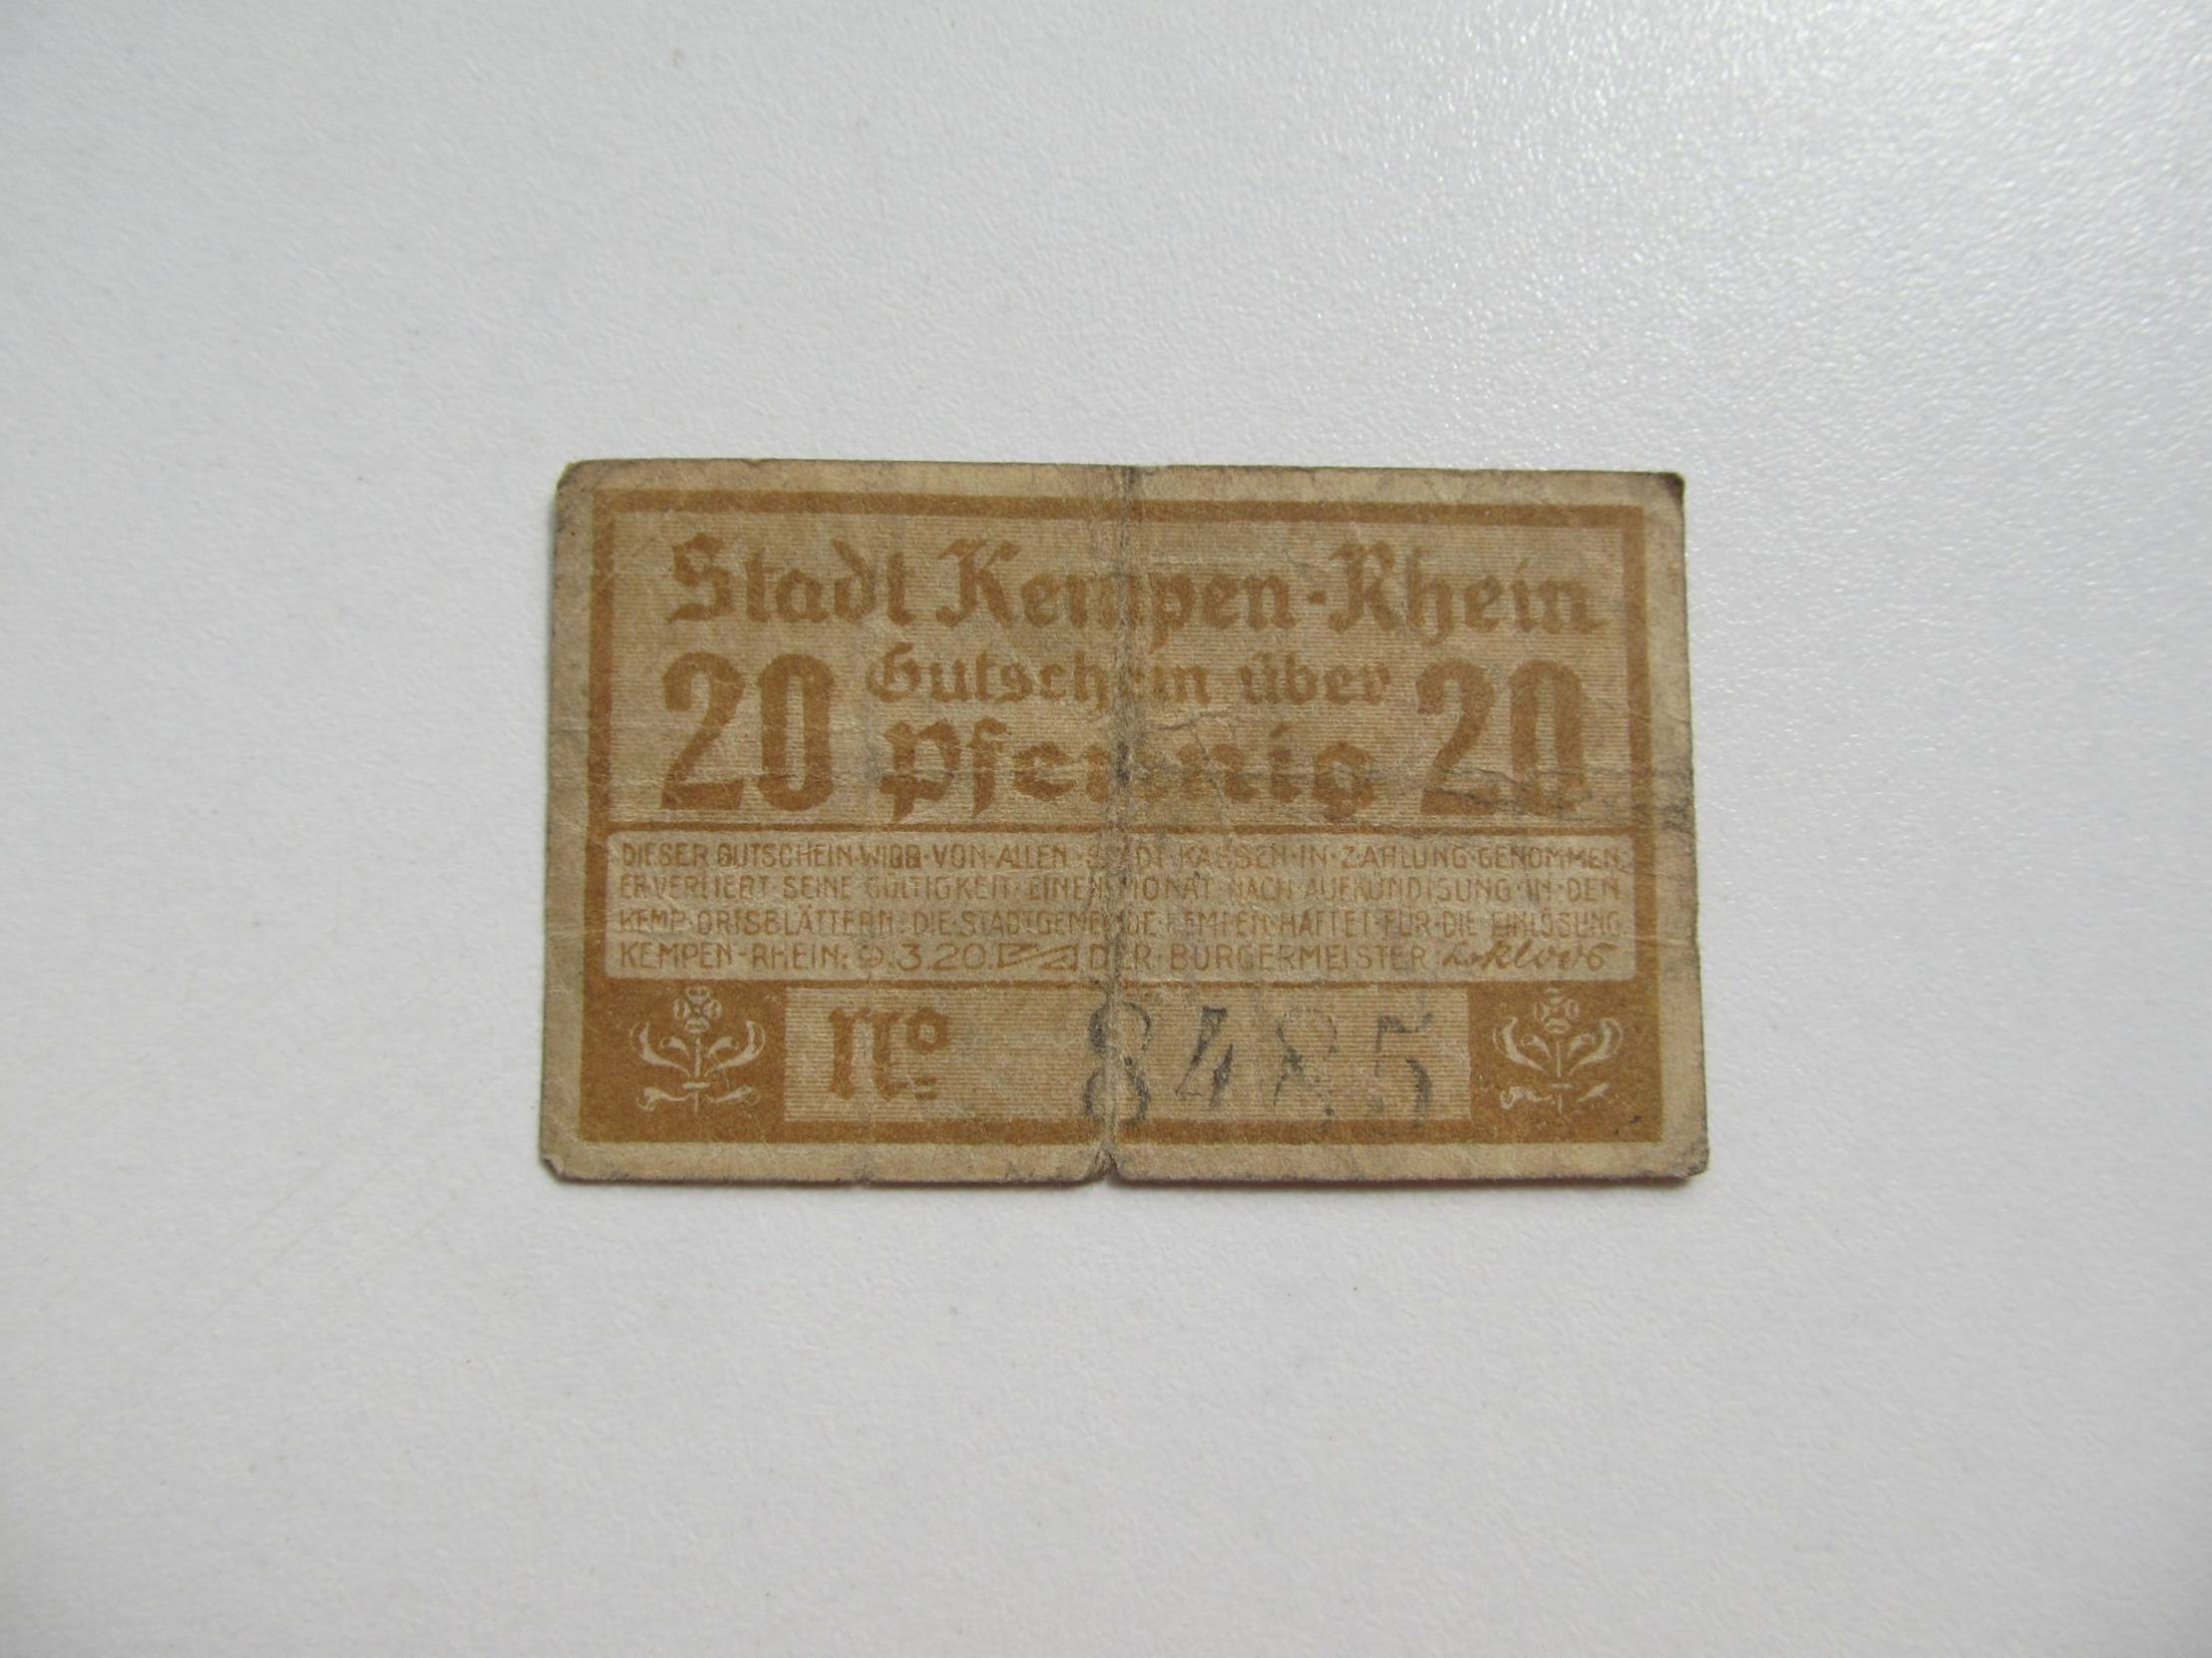 Stadt Kempen-Rhein
20 Gutschein über 20
Pfennig
DIESER GUTSCHEIN·WIRD·VON·ALLEN·STADT·KASSEN·IN·ZAHLUNG·GENOMMEN,
ER·VERLIERT·SEINE·GÜLTIGKEIT·EINEN·MONAT·NACH·AUFKÜNDIGUNG·IN·DEN
KEMP·ORTSBLÄTTERN·DIE·STADTGEMEINDE·KEMPEN·HAFTET·FÜR·DIE·EINLÖSUNG
KEMPEN-RHEIN: 3.20. DER·BÜRGERMEISTER
No 8485